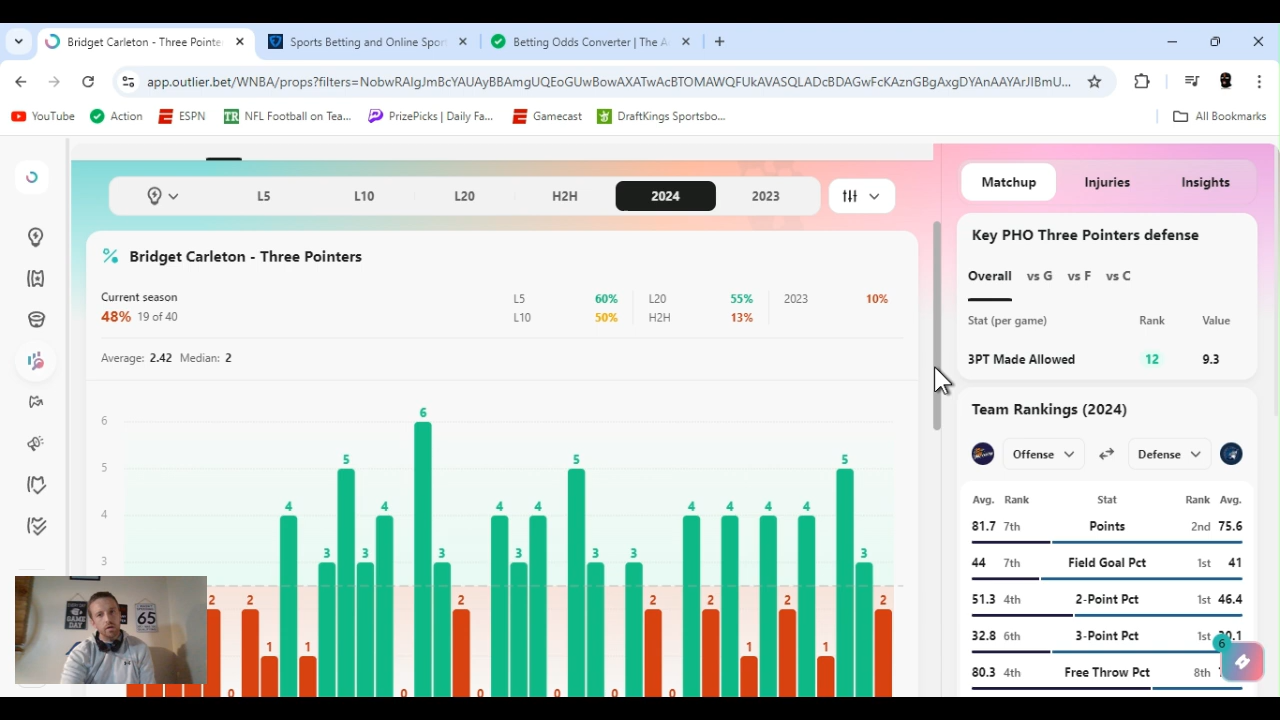 Bridget Carleton - Three Pointe
Sports Betting and Online Spor
Betting Odds Converter | The A
app.outlier.bet/WNBA/props?filters=NobwRAlgJmBcYAUAyBBAmgUQEoGUwBowAXATwAcBTOMAWQFUkAVASQLADcBDAGwFcKAznGBgAxgDYAnAAYArJIBmU...
YouTube
Action
ESPN
NFL Football on Tea...
PrizePicks | Daily Fa...
Gamecast
DraftKings Sportsbo...
All Bookmarks
L5 L10 L20 H2H 2024 2023
Matchup Injuries Insights
Bridget Carleton - Three Pointers
Current season
48% 19 of 40
L5 60% L20 55% 2023 10%
L10 50% H2H 13%
Average: 2.42 Median: 2
6
5
4
3
2 0 2 1 4 1 3 5 3 4 0 6 3 2 0 4 3 4 0 5 3 0 3 2 0 4 2 4 1 4 2 4 1 5 3 2
Key PHO Three Pointers defense
Overall vs G vs F vs C
Stat (per game) Rank Value
3PT Made Allowed 12 9.3
Team Rankings (2024)
Offense Defense
Avg. Rank Stat Rank Avg.
81.7 7th Points 2nd 75.6
44 7th Field Goal Pct 1st 41
51.3 4th 2-Point Pct 1st 46.4
32.8 6th 3-Point Pct 1st
6
80.3 4th Free Throw Pct 8th
GAME DAY
65